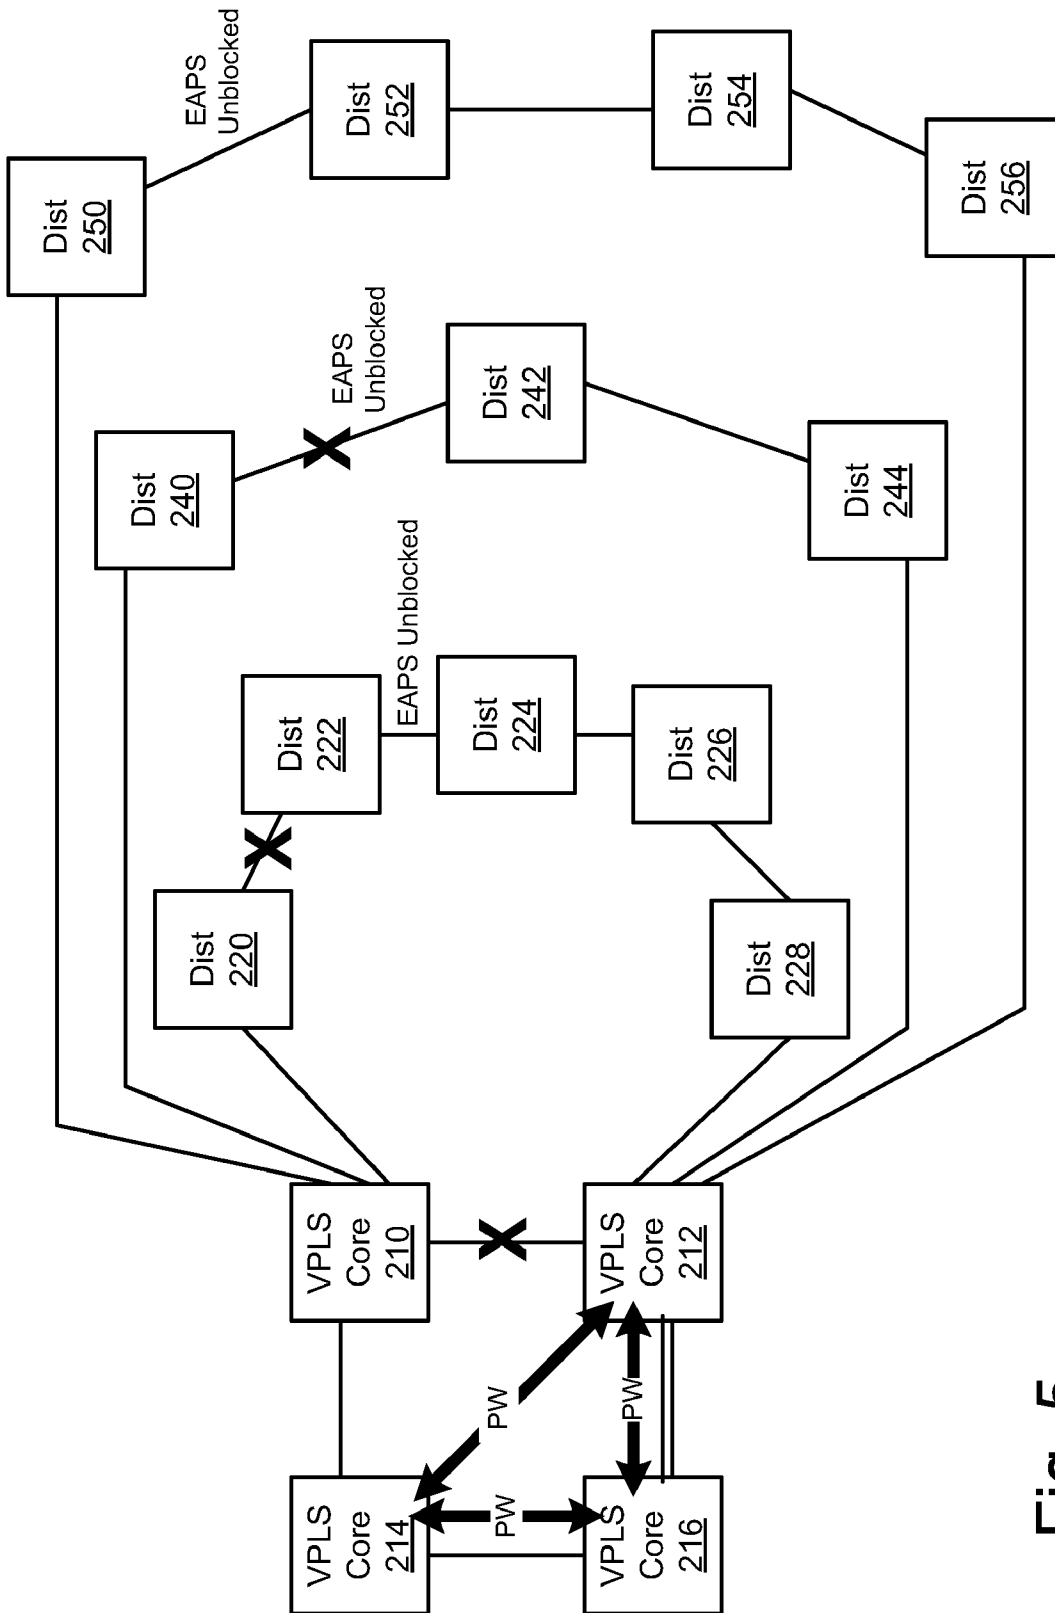 Dist
250
Dist
240
Dist
220
EAPS
Unblocked
Dist
222
VPLS
Core
214
VPLS
Core
210
EAPS
Unblocked
Dist
252
EAPS Unblocked
PW
PW
Dist
224
Dist
242
PW
VPLS
Core
216
VPLS
Core
212
Dist
226
Dist
254
Dist
228
Dist
244
Dist
256
Fig. 5